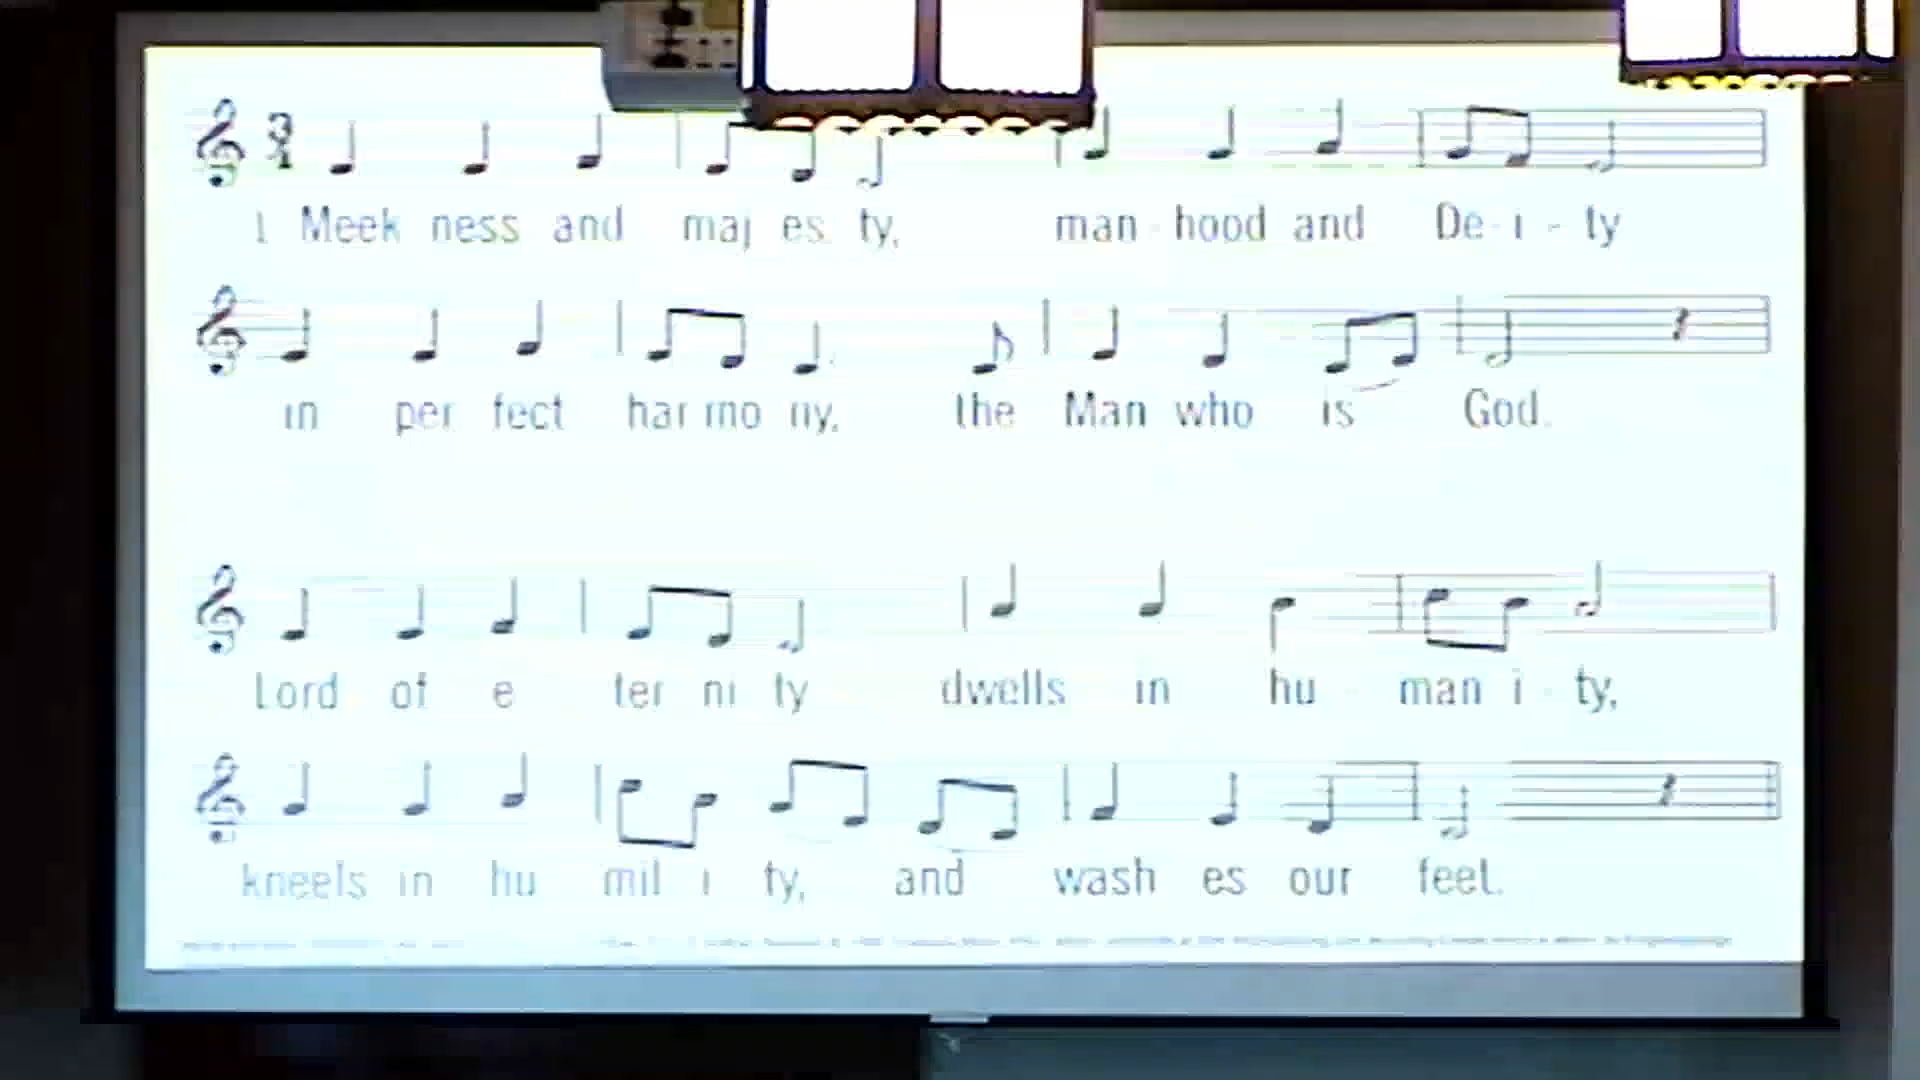 1 Meek ness and maj es ty, man - hood and De - i - ty
in per fect har mo ny, the Man who is God.
Lord of e ter ni ty dwells in hu - man i - ty,
kneels in hu mil i ty, and wash es our feet.